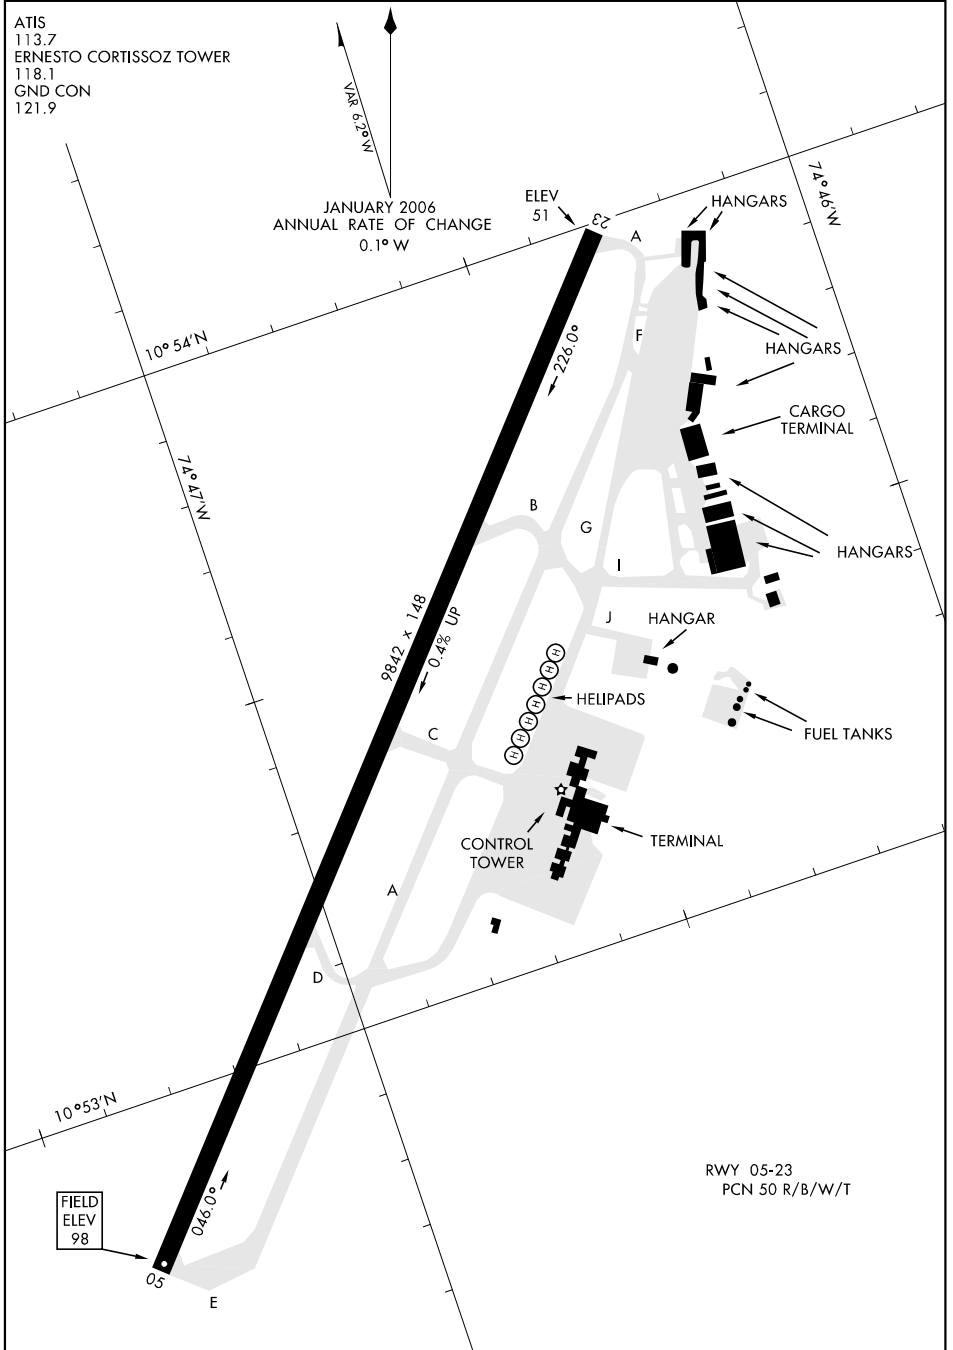 ATIS
113.7
ERNESTO CORTISSOZ TOWER
118.1
GND CON
121.9
VAR 6.2° W
JANUARY 2006
ANNUAL RATE OF CHANGE
0.1° W
ELEV
51
23
A
HANGARS
74° 46'W
10° 54'N
226.0°
F
HANGARS
CARGO
TERMINAL
74° 47'W
B
G
HANGARS
I
9842 x 148
0.4% UP
J
HANGAR
H
H
H
H
H
H
H
HELIPADS
C
FUEL TANKS
CONTROL
TOWER
TERMINAL
A
D
10° 53'N
RWY 05-23
PCN 50 R/B/W/T
FIELD
ELEV
98
046.0°
05
E